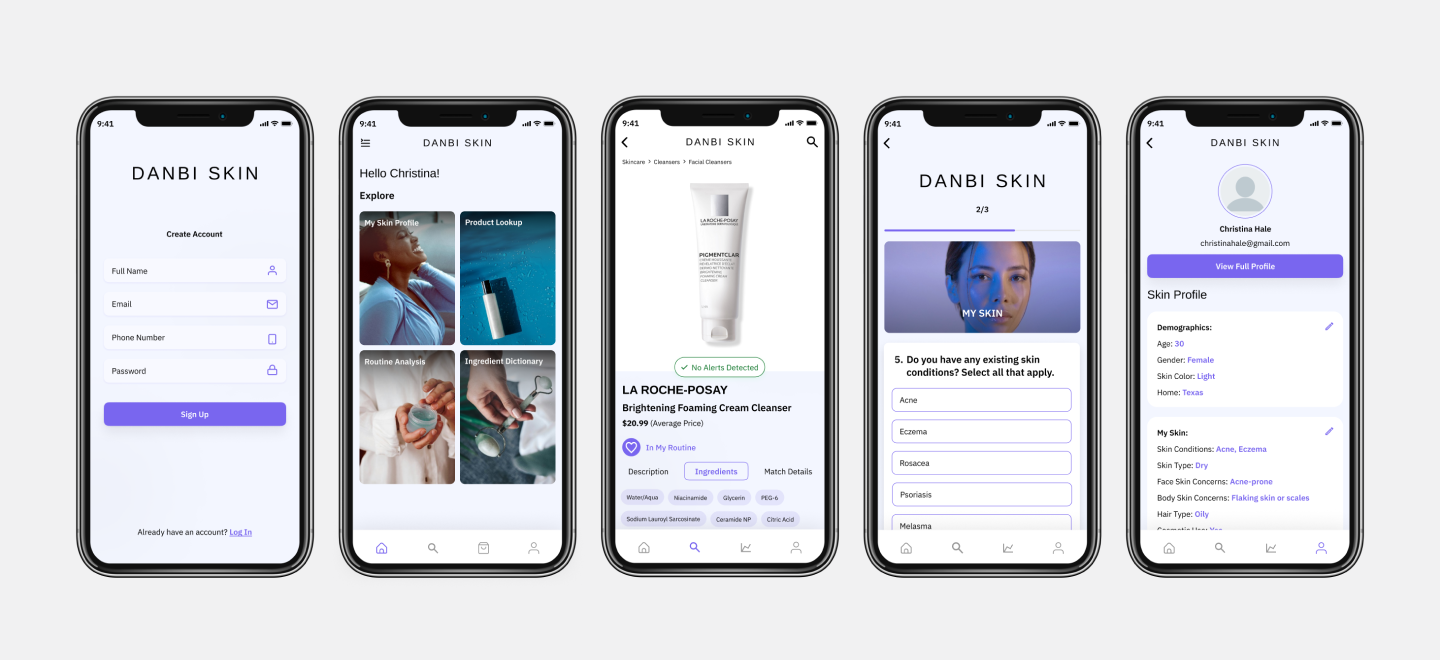 9:41
DANBI SKIN
Create Account
Full Name
Email
Phone Number
Password
Sign Up
Already have an account? Log In
9:41
DANBI SKIN
Hello Christina!
Explore
My Skin Profile
Product Lookup
Routine Analysis
Ingredient Dictionary
9:41
DANBI SKIN
Skincare > Cleansers > Facial Cleansers
LA ROCHE-POSAY
PIGMENTCLAR
No Alerts Detected
LA ROCHE-POSAY
Brightening Foaming Cream Cleanser
$20.99 (Average Price)
In My Routine
Description
Ingredients
Match Details
Water/Aqua
Niacinamide
Glycerin
PEG-6
Sodium Lauroyl Sarcosinate
Ceramide NP
Citric Acid
9:41
DANBI SKIN
2/3
MY SKIN
5. Do you have any existing skin
conditions? Select all that apply.
Acne
Eczema
Rosacea
Psoriasis
Melasma
9:41
DANBI SKIN
Christina Hale
christinahale@gmail.com
View Full Profile
Skin Profile
Demographics:
Age: 30
Gender: Female
Skin Color: Light
Home: Texas
My Skin:
Skin Conditions: Acne, Eczema
Skin Type: Dry
Face Skin Concerns: Acne-prone
Body Skin Concerns: Flaking skin or scales
Hair Type: Oily